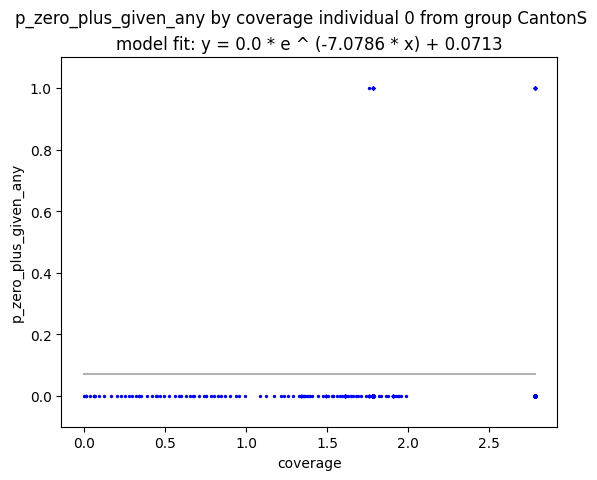 p_zero_plus_given_any by coverage individual 0 from group CantonS
model fit: y = 0.0 * e ^ (-7.0786 * x) + 0.0713
1.0
0.8
0.6
0.4
0.2
0.0
p_zero_plus_given_any
0.0 0.5 1.0 1.5 2.0 2.5
coverage